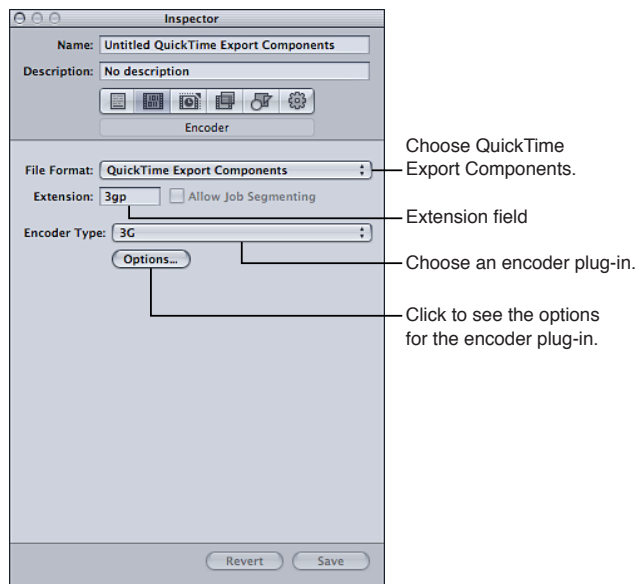 Inspector
Name: Untitled QuickTime Export Components
Description: No description
Encoder
File Format: QuickTime Export Components
Extension: 3gp Allow Job Segmenting
Encoder Type: 3G
Options...
Choose QuickTime
Export Components.
Extension field
Choose an encoder plug-in.
Click to see the options
for the encoder plug-in.
Revert Save